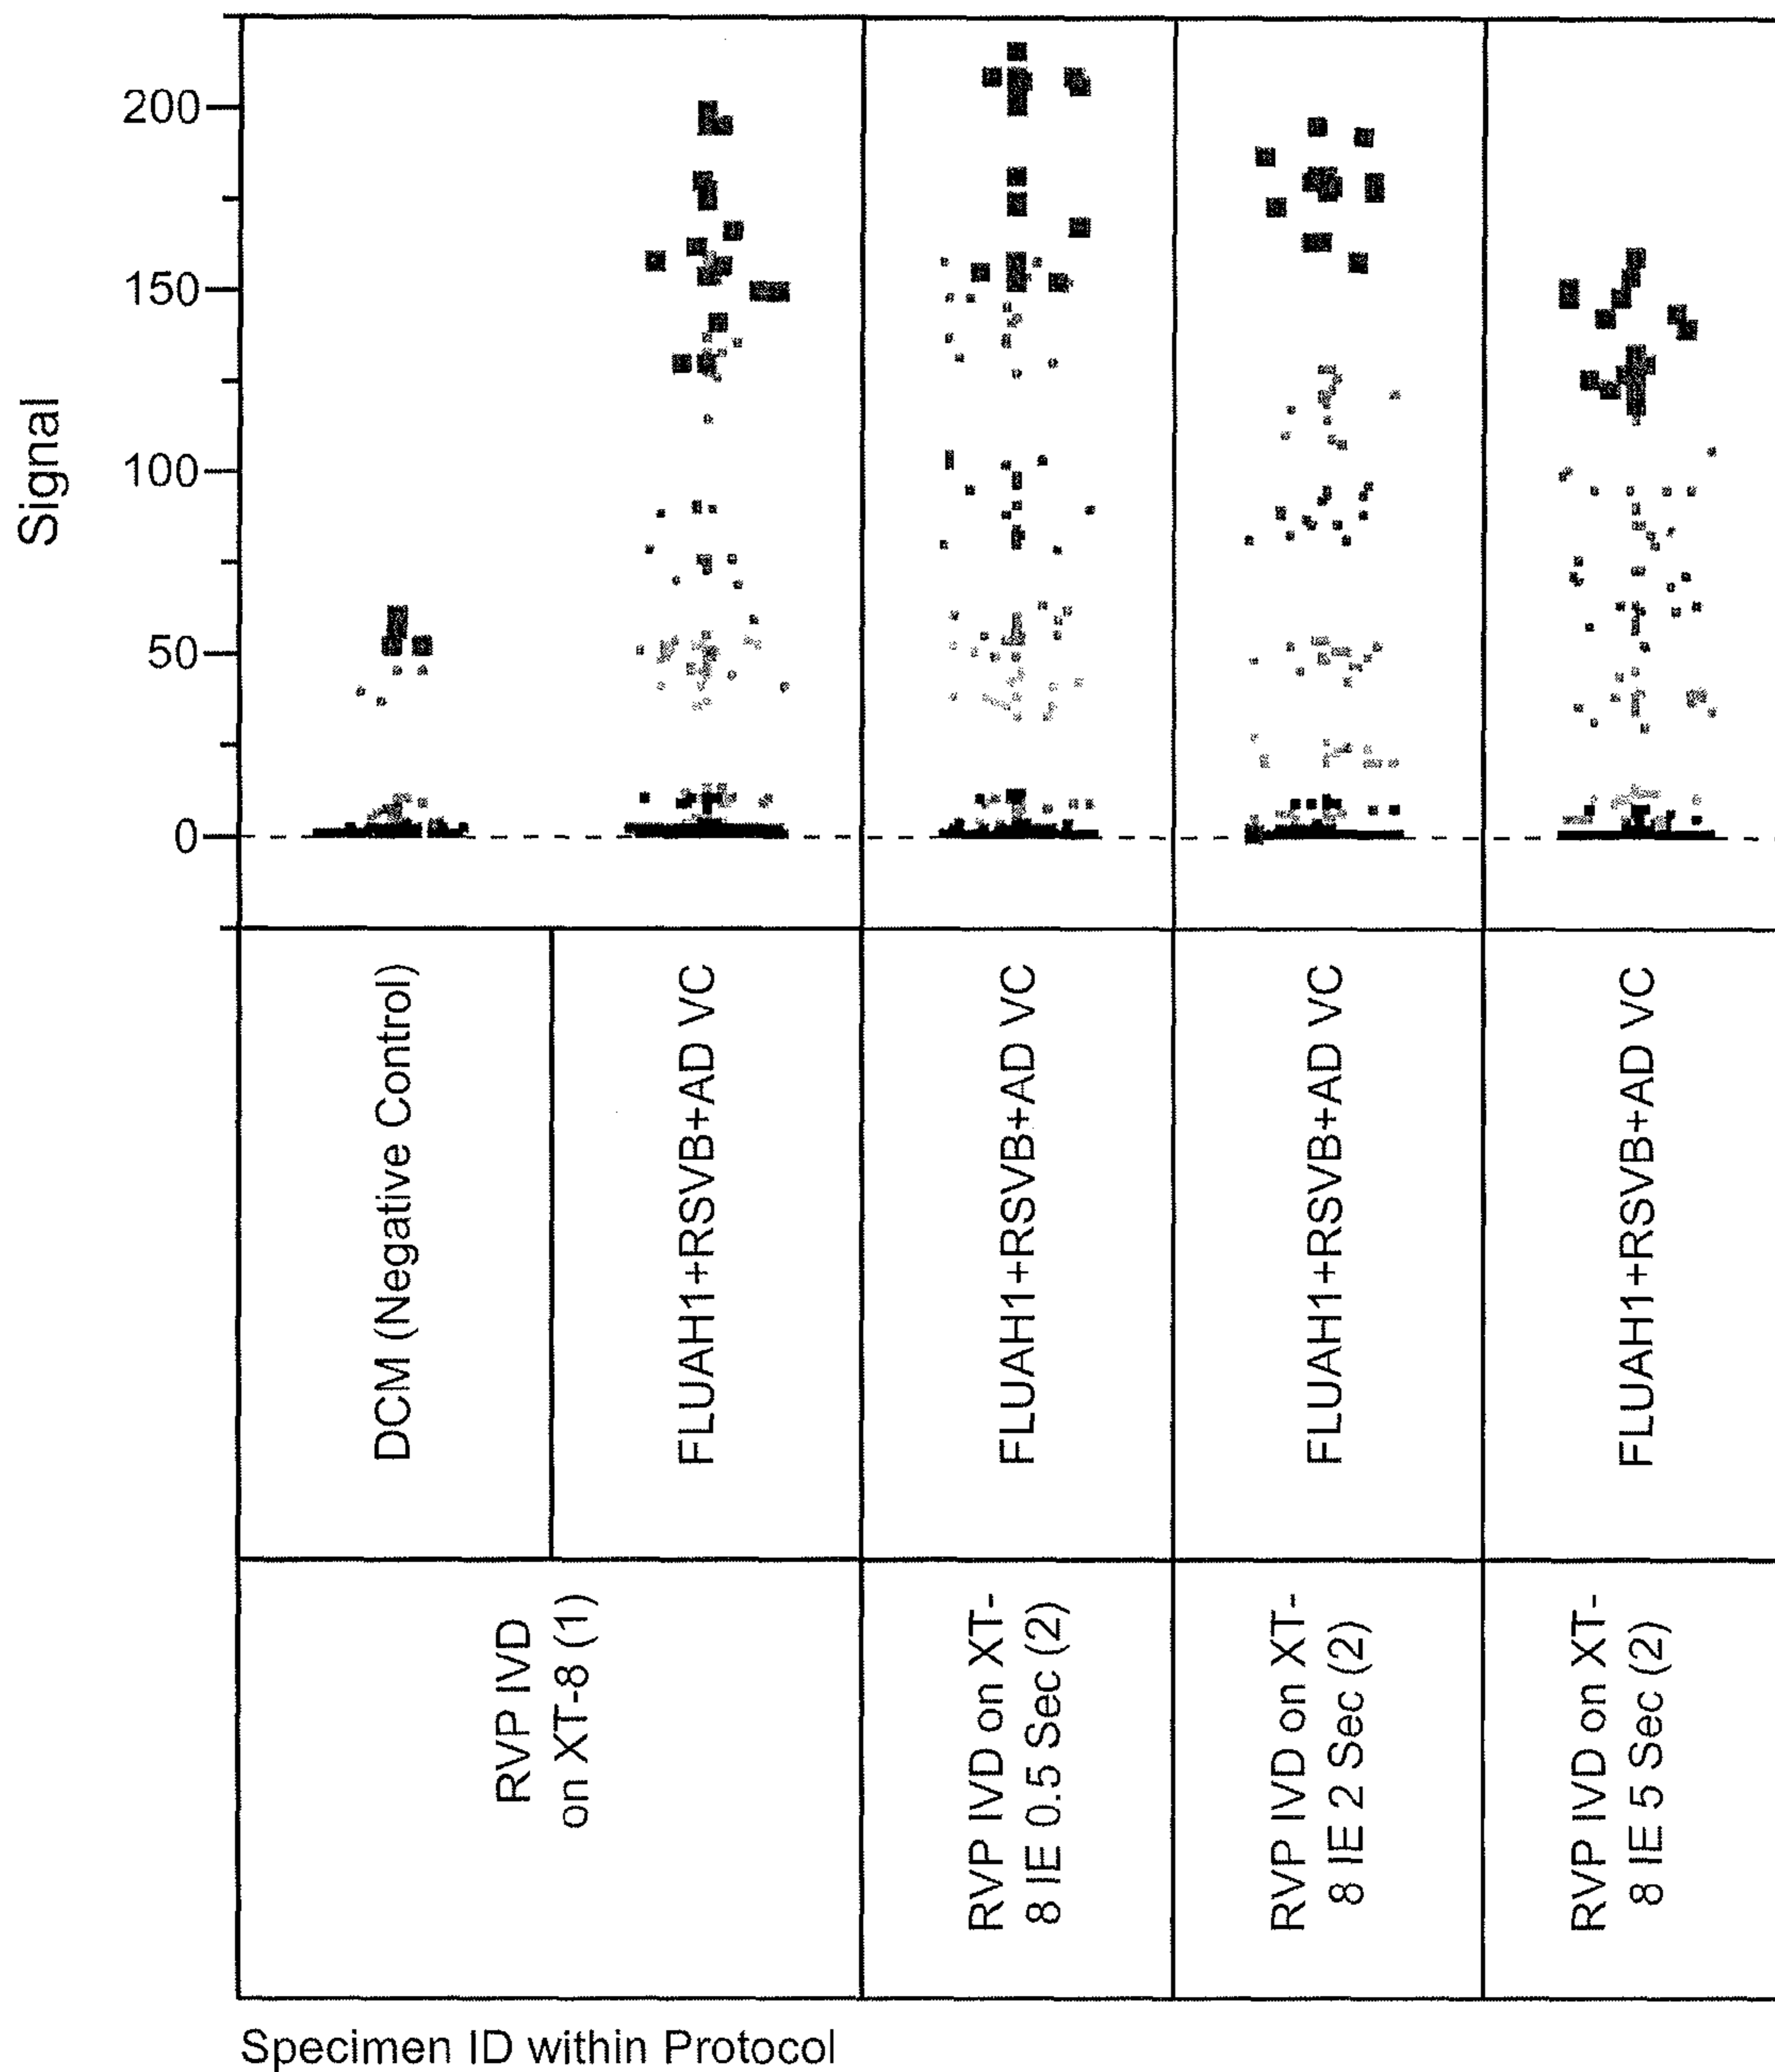 Signal
200
150
100
50
0
DCM (Negative Control)
FLUAH1+RSVB+AD VC
FLUAH1+RSVB+AD VC
FLUAH1+RSVB+AD VC
FLUAH1+RSVB+AD VC
RVP IVD
on XT-8 (1)
RVP IVD on XT-
8 IE 0.5 Sec (2)
RVP IVD on XT-
8 IE 2 Sec (2)
RVP IVD on XT-
8 IE 5 Sec (2)
Specimen ID within Protocol